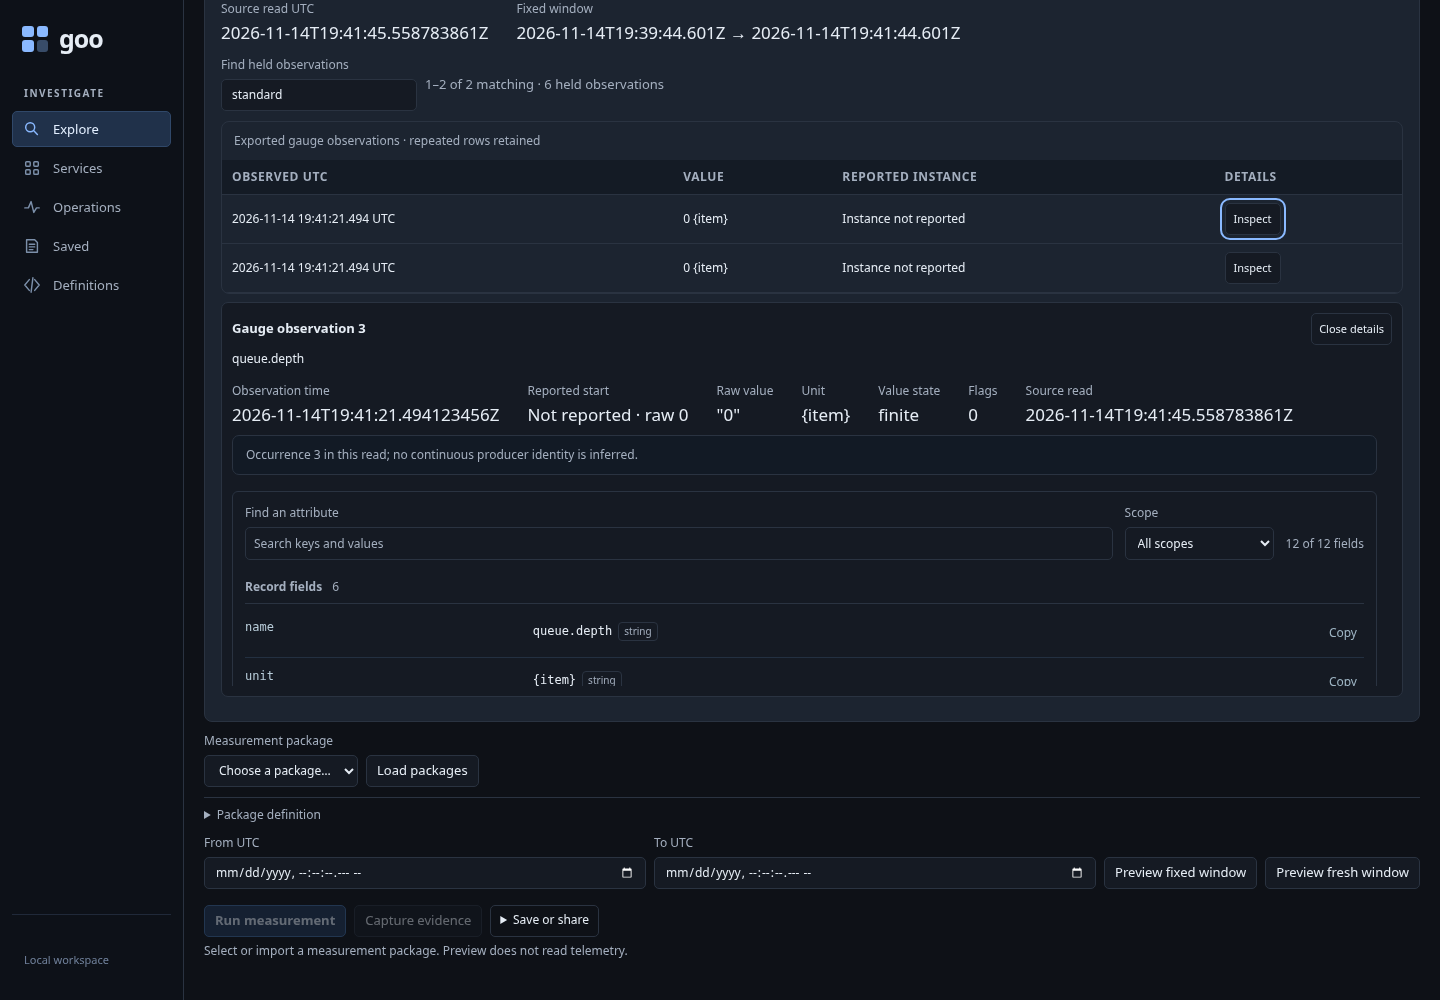 goo
INVESTIGATE
Explore
Services
Operations
Saved
Definitions
Local workspace
Source read UTC
2026-11-14T19:41:45.558783861Z
Fixed window
2026-11-14T19:39:44.601Z → 2026-11-14T19:41:44.601Z
Find held observations
standard
1–2 of 2 matching · 6 held observations
Exported gauge observations · repeated rows retained
OBSERVED UTC VALUE REPORTED INSTANCE DETAILS
2026-11-14 19:41:21.494 UTC 0 {item} Instance not reported Inspect
2026-11-14 19:41:21.494 UTC 0 {item} Instance not reported Inspect
Gauge observation 3
Close details
queue.depth
Observation time Reported start Raw value Unit Value state Flags Source read
2026-11-14T19:41:21.494123456Z Not reported · raw 0 "0" {item} finite 0 2026-11-14T19:41:45.558783861Z
Occurrence 3 in this read; no continuous producer identity is inferred.
Find an attribute
Search keys and values
Scope
All scopes
12 of 12 fields
Record fields 6
name queue.depth string Copy
unit {item} string Copy
Measurement package
Choose a package... Load packages
Package definition
From UTC To UTC
mm/dd/yyyy, --:--:--.--- -- mm/dd/yyyy, --:--:--.--- -- Preview fixed window Preview fresh window
Run measurement Capture evidence Save or share
Select or import a measurement package. Preview does not read telemetry.